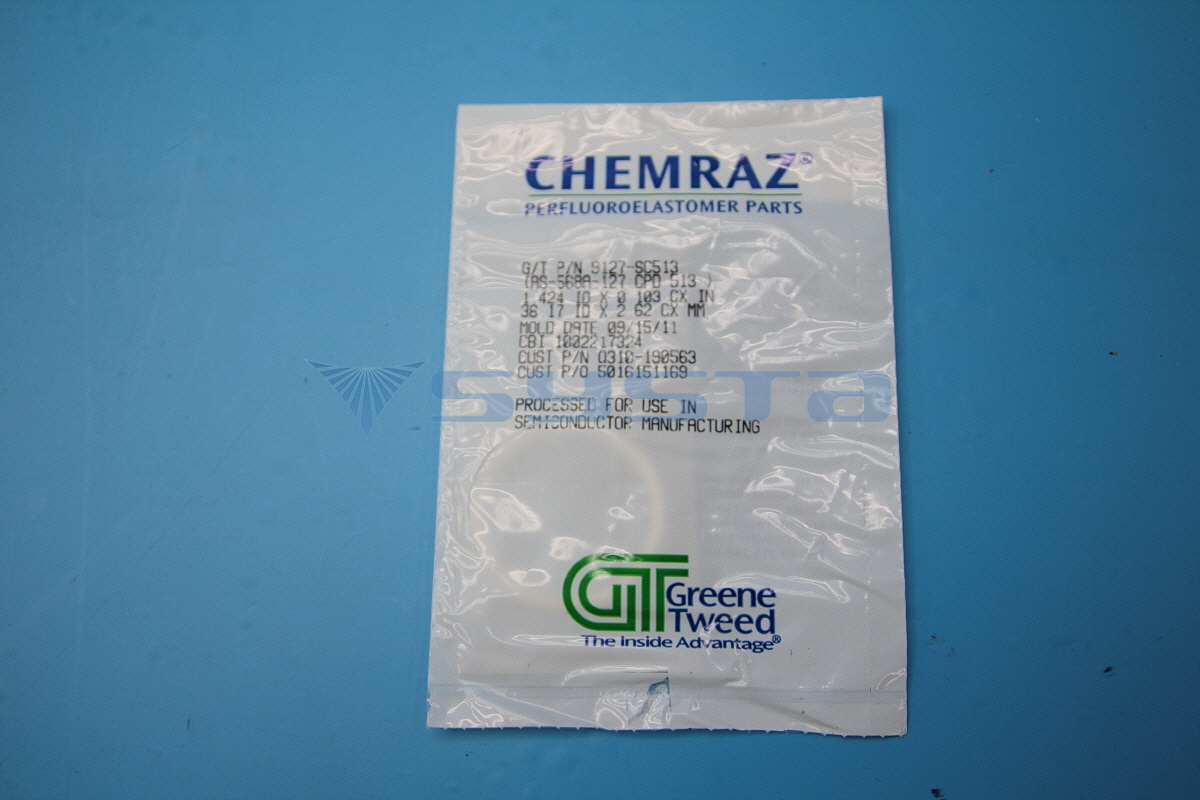 CHEMRAZ®
PERFLUOROELASTOMER PARTS
G/T P/N 9127-SC513
(AS-568A-127 CPD 513 )
1.424 ID X 0.103 CX IN
36.17 ID X 2.62 CX MM
MOLD DATE 09/15/11
CBI 1002217324
CUST P/N 0310-190563
CUST P/O 5016151169
susta
PROCESSED FOR USE IN
SEMICONDUCTOR MANUFACTURING
GT Greene
Tweed
The Inside Advantage®